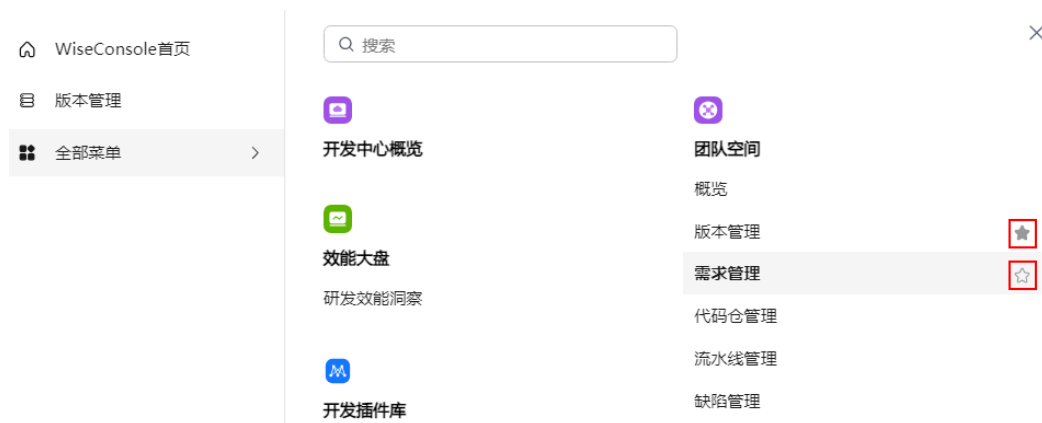 WiseConsole首页
版本管理
全部菜单
搜索
开发中心概览
效能大盘
研发效能洞察
开发插件库
团队空间
概览
版本管理
需求管理
代码仓管理
流水线管理
缺陷管理